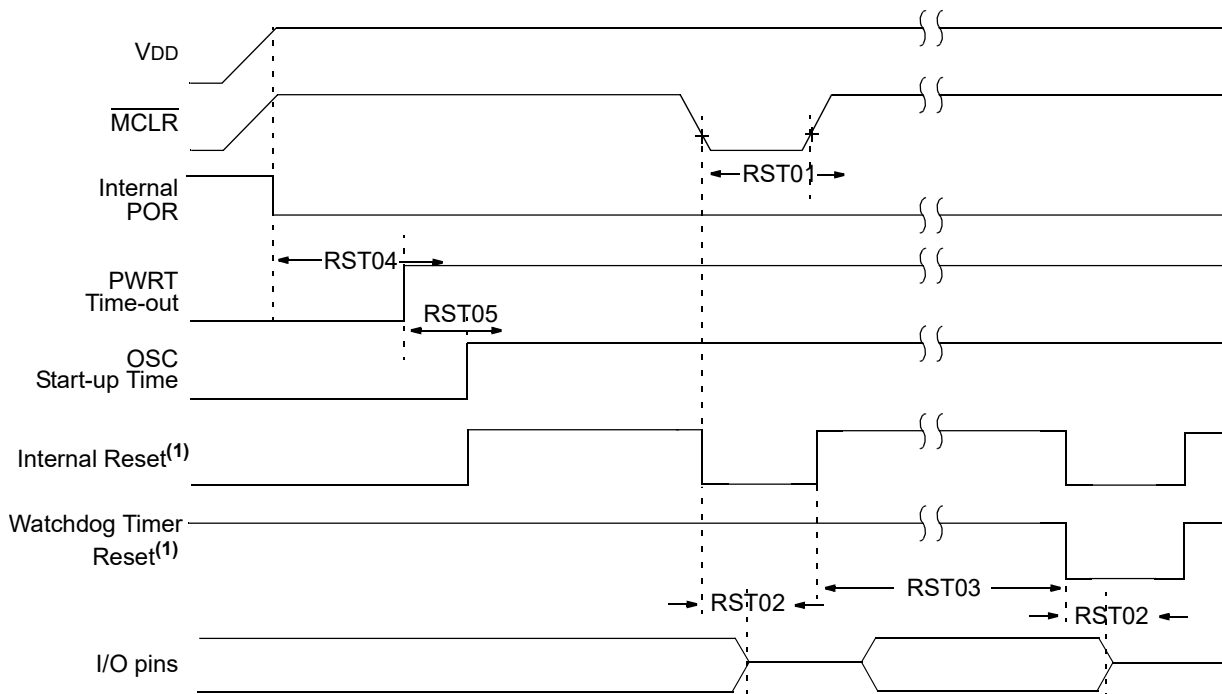 VDD
MCLR
RST01
Internal
POR
RST04
PWRT
Time-out
RST05
OSC
Start-up Time
Internal Reset(1)
Watchdog Timer
Reset(1)
RST03
RST02
RST02
I/O pins